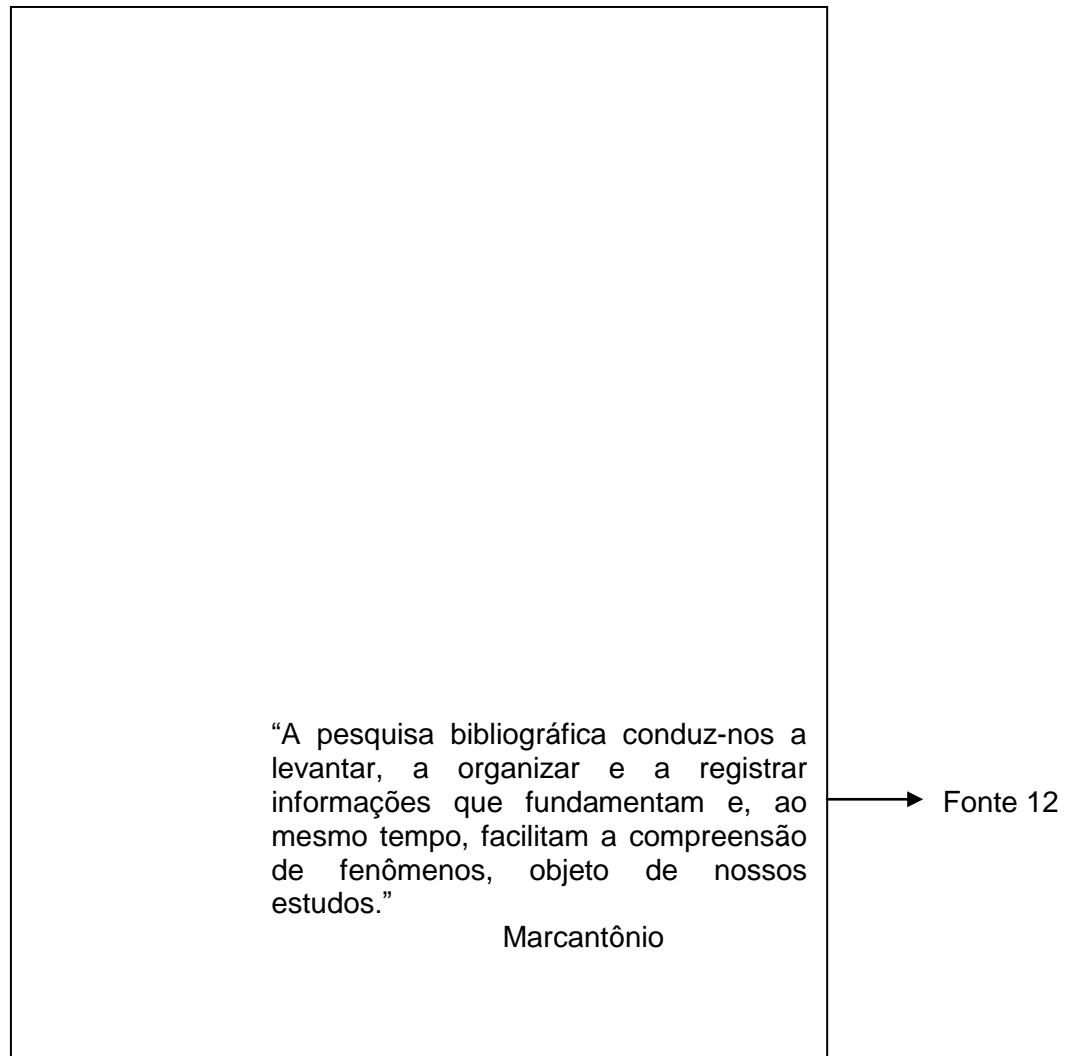 “A pesquisa bibliográfica conduz-nos a
levantar, a organizar e a registrar
informações que fundamentam e, ao
mesmo tempo, facilitam a compreensão
de fenômenos, objeto de nossos
estudos.”
Marcantônio
Fonte 12